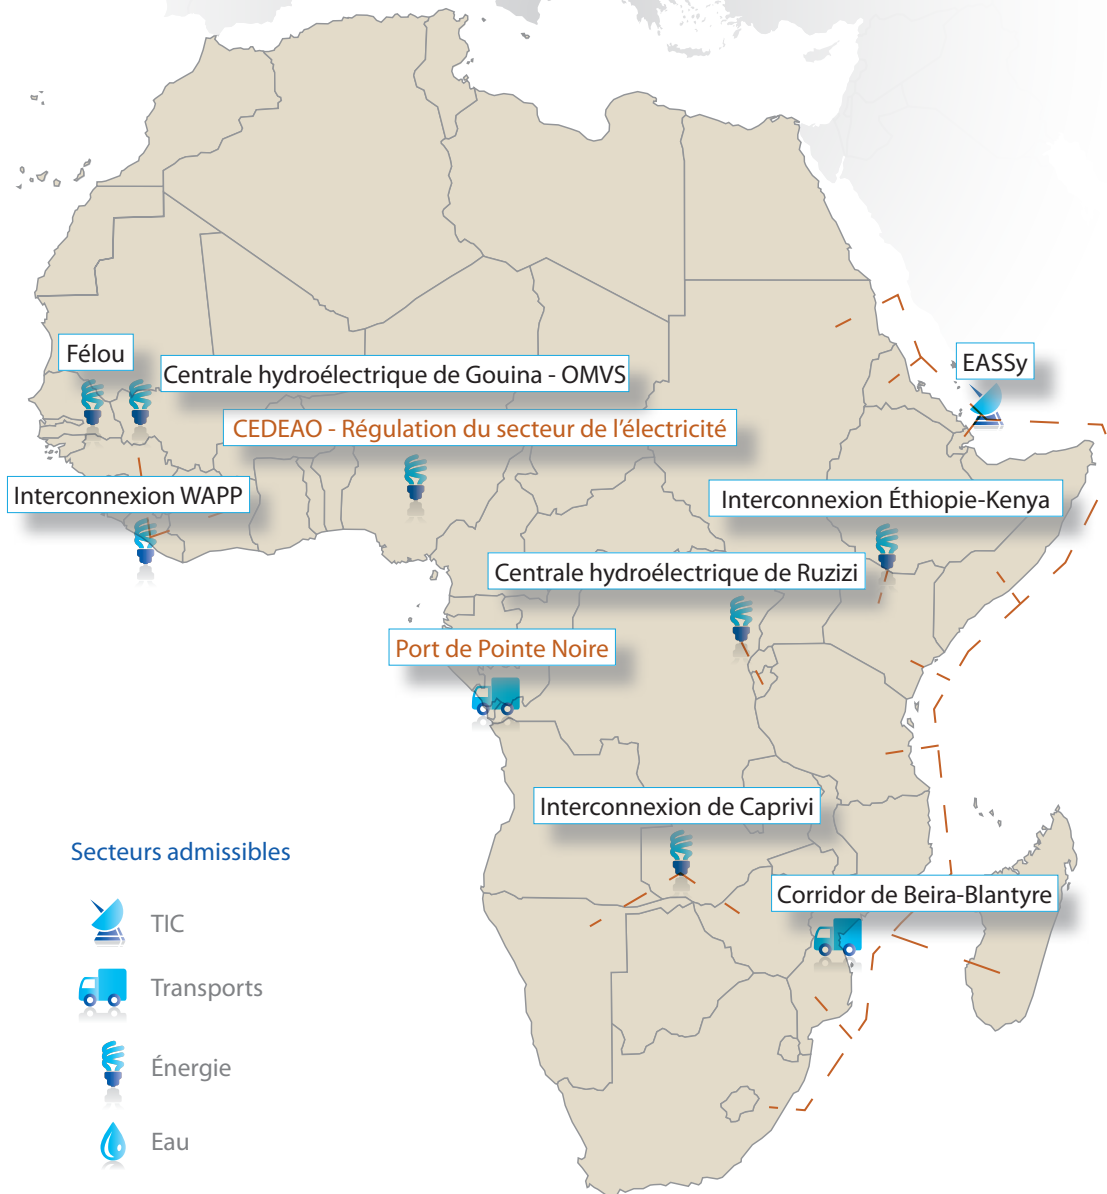 Félou
Centrale hydroélectrique de Gouina - OMVS
EASSy
CEDEAO - Régulation du secteur de l'électricité
Interconnexion WAPP
Interconnexion Éthiopie-Kenya
Centrale hydroélectrique de Ruzizi
Port de Pointe Noire
Interconnexion de Caprivi
Corridor de Beira-Blantyre
Secteurs admissibles
TIC
Transports
Énergie
Eau